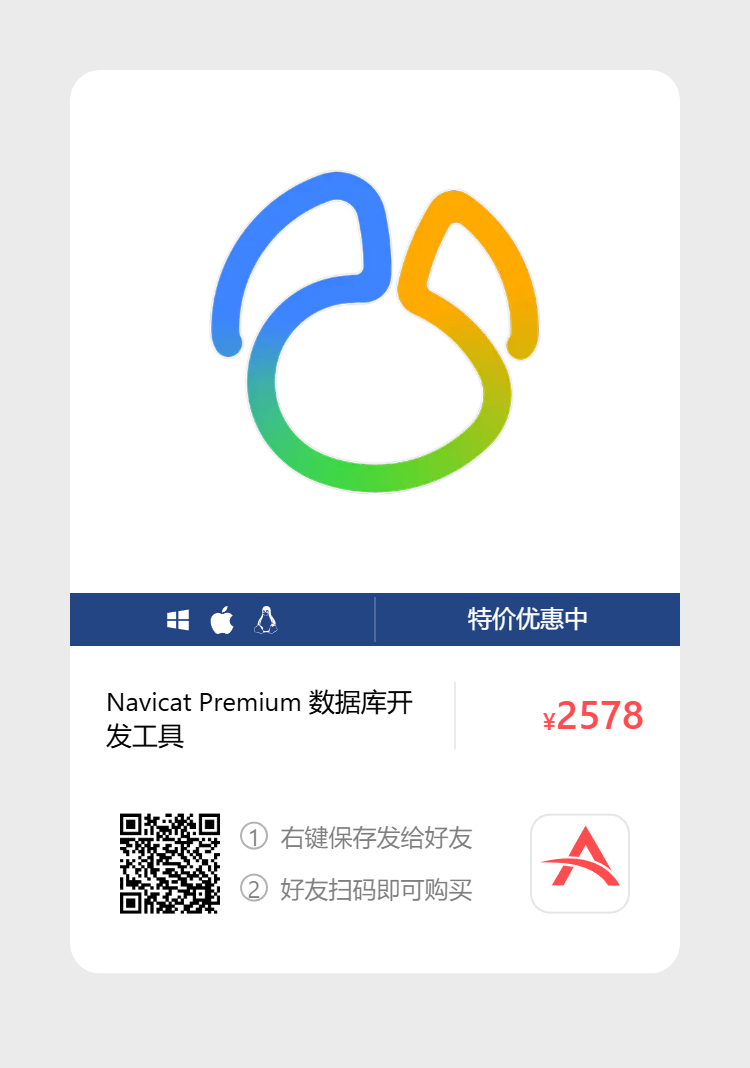 特价优惠中
Navicat Premium 数据库开
发工具
¥2578
① 右键保存发给好友
② 好友扫码即可购买